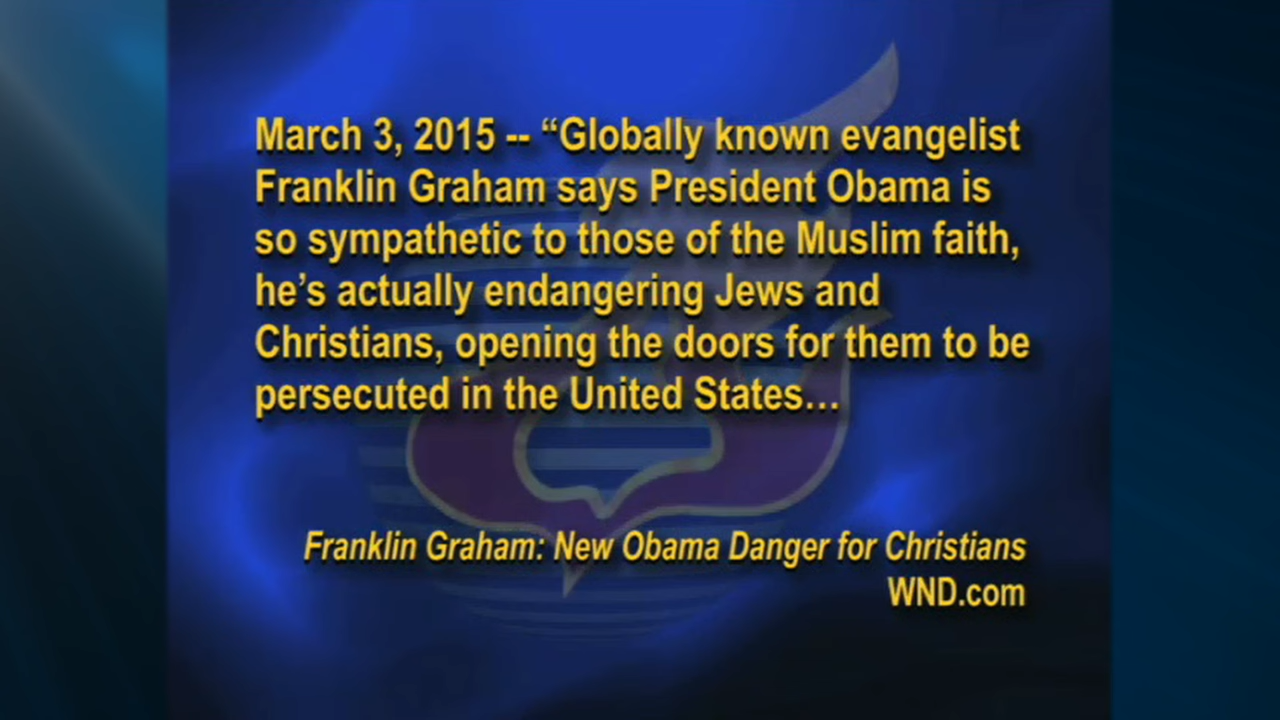 March 3, 2015 -- “Globally known evangelist
Franklin Graham says President Obama is
so sympathetic to those of the Muslim faith,
he’s actually endangering Jews and
Christians, opening the doors for them to be
persecuted in the United States…
Franklin Graham: New Obama Danger for Christians
WND.com